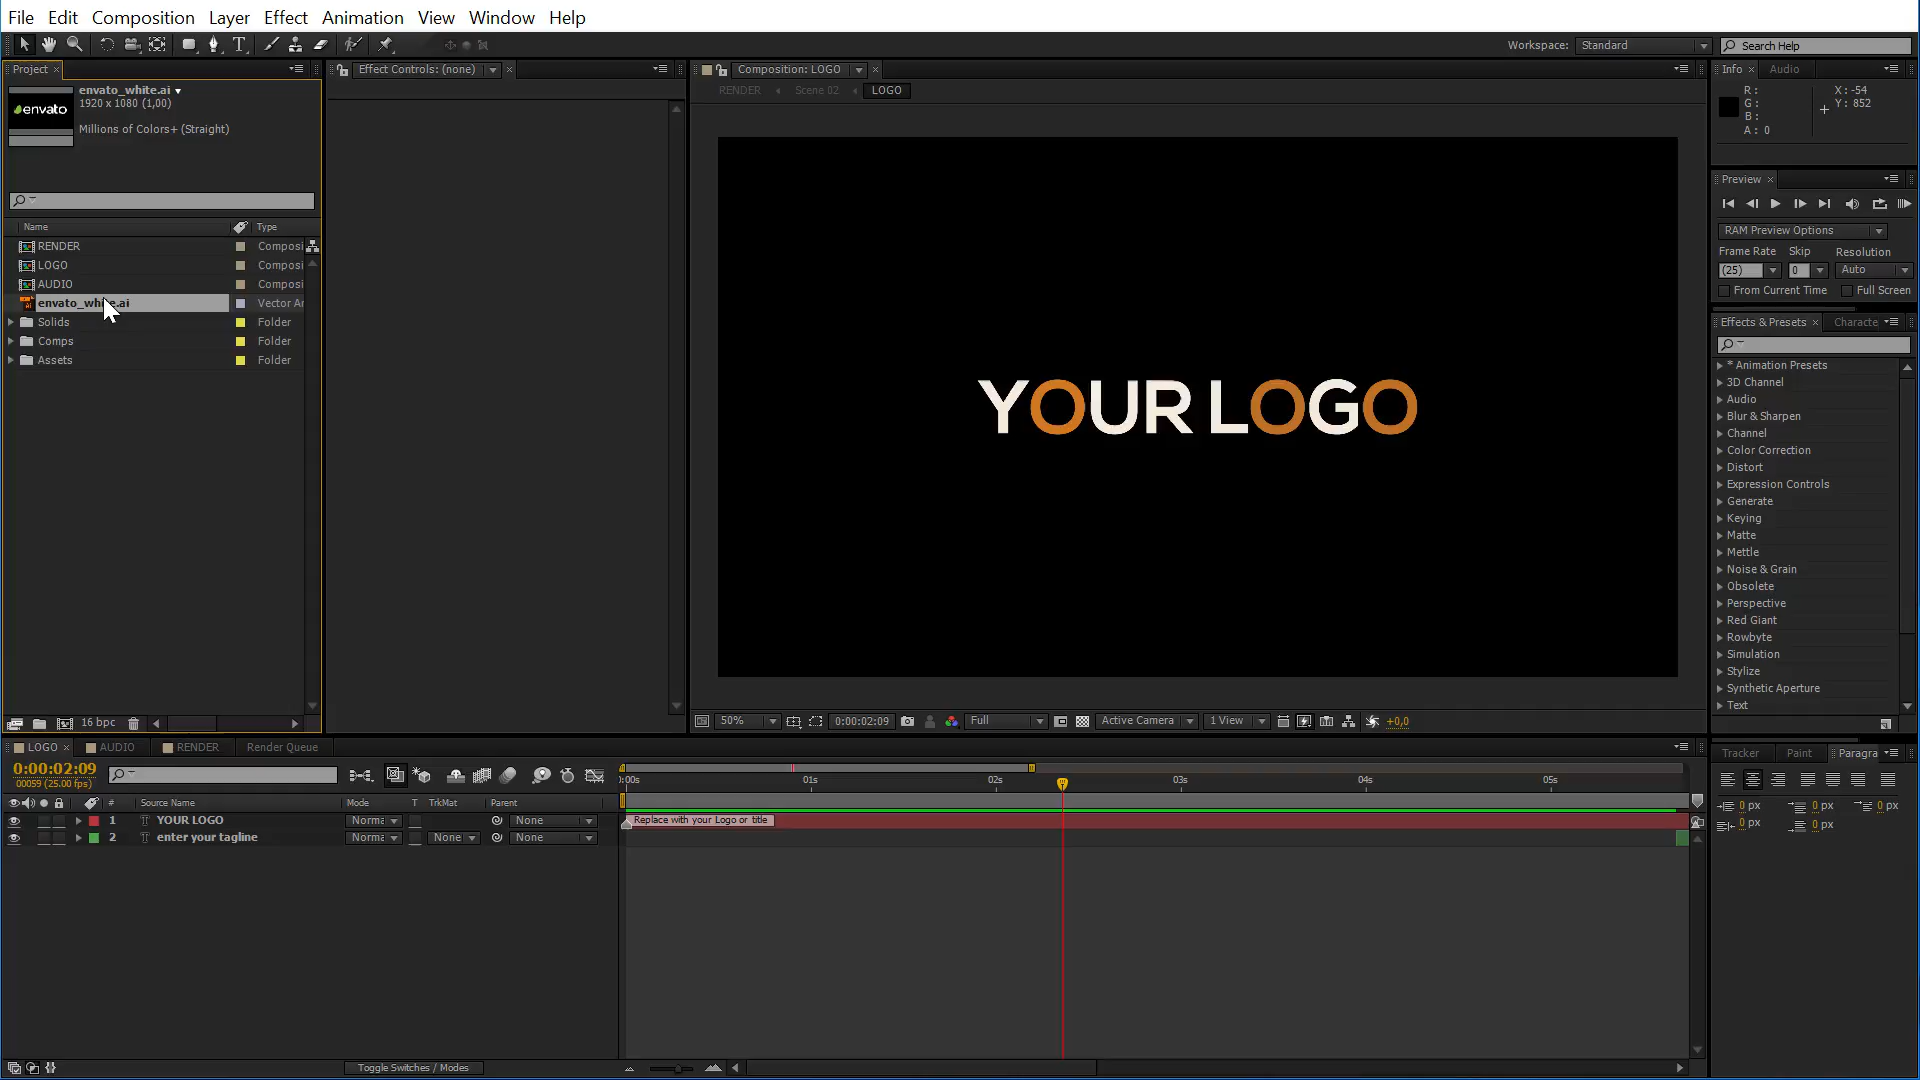 File Edit Composition Layer Effect Animation View Window Help
Workspace: Standard
Search Help
Project
envato_white.ai
1920 x 1080 (1,00)
Millions of Colors+ (Straight)
envato
Name Type
RENDER Composi
LOGO Composi
AUDIO Composi
envato_white.ai Vector Ar
Solids Folder
Comps Folder
Assets Folder
16 bpc
Effect Controls: (none)
Composition: LOGO
RENDER Scene 02 LOGO
YOUR LOGO
50% 0:00:02:09 Full Active Camera 1 View +0,0
Info Audio
R : X : -54
G : Y : 852
B :
A : 0
Preview
RAM Preview Options
Frame Rate Skip Resolution
(25) 0 Auto
From Current Time Full Screen
Effects & Presets Characte
* Animation Presets
3D Channel
Audio
Blur & Sharpen
Channel
Color Correction
Distort
Expression Controls
Generate
Keying
Matte
Mettle
Noise & Grain
Obsolete
Perspective
Red Giant
Rowbyte
Simulation
Stylize
Synthetic Aperture
Text
Tracker Paint Paragra
0 px 0 px 0 px
0 px 0 px
LOGO AUDIO RENDER Render Queue
0:00:02:09
00059 (25.00 fps)
# Source Name Mode T TrkMat Parent
1 YOUR LOGO Norma None
2 enter your tagline Norma None None
):00s 01s 02s 03s 04s 05s
Replace with your Logo or title
Toggle Switches / Modes